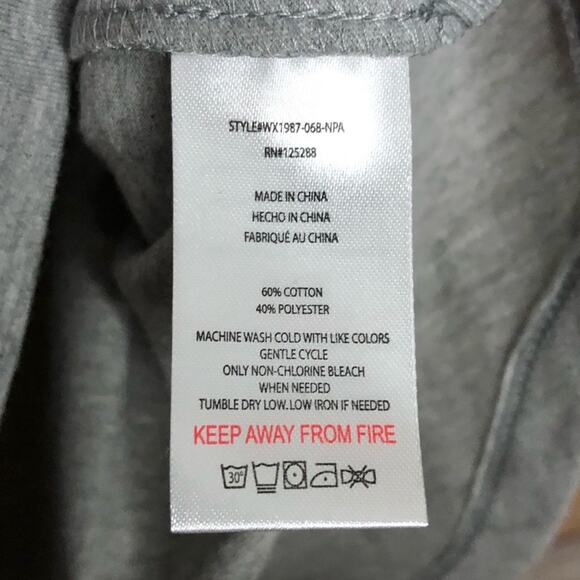 STYLE#WX1987-068-NPA
RN#125288
MADE IN CHINA
HECHO IN CHINA
FABRIQUÉ AU CHINA
60% COTTON
40% POLYESTER
MACHINE WASH COLD WITH LIKE COLORS
GENTLE CYCLE
ONLY NON-CHLORINE BLEACH
WHEN NEEDED
TUMBLE DRY LOW. LOW IRON IF NEEDED
KEEP AWAY FROM FIRE
30°